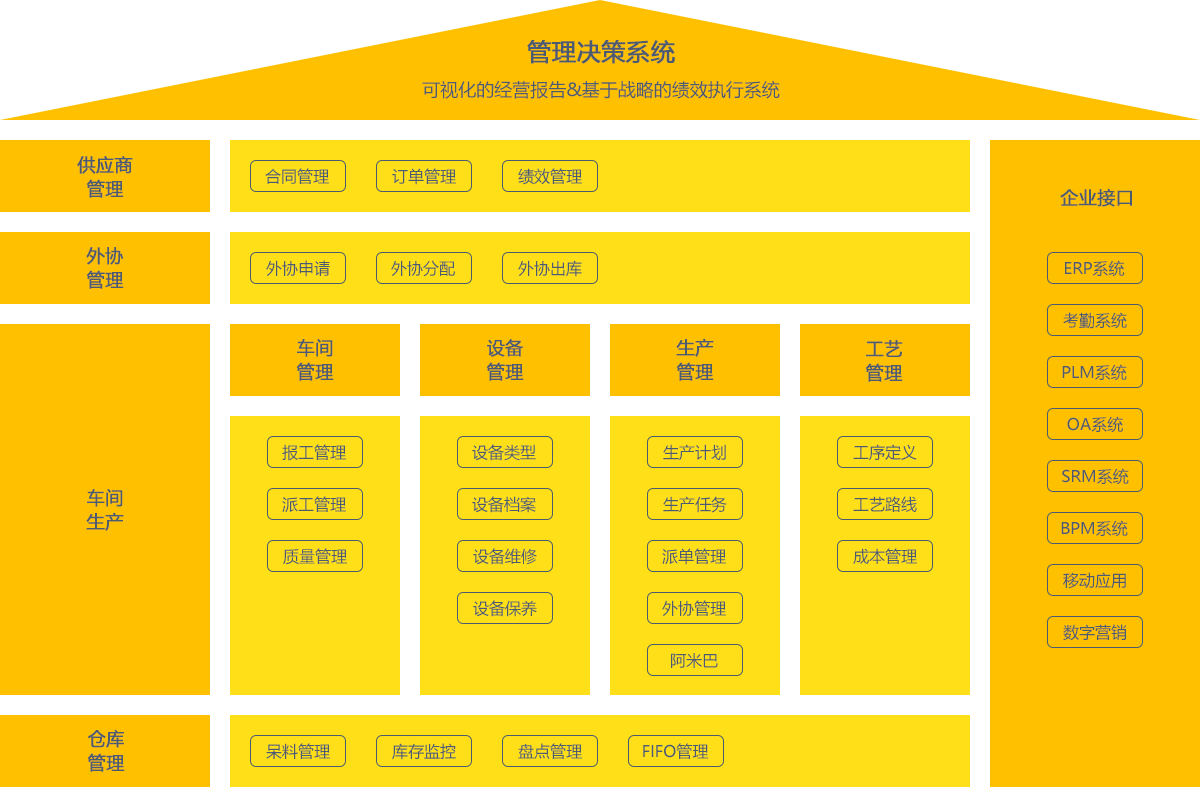 管理决策系统
可视化的经营报告&基于战略的绩效执行系统
供应商
管理
合同管理
订单管理
绩效管理
外协
管理
外协申请
外协分配
外协出库
车间
生产
车间
管理
报工管理
派工管理
质量管理
设备
管理
设备类型
设备档案
设备维修
设备保养
生产
管理
生产计划
生产任务
派单管理
外协管理
阿米巴
工艺
管理
工序定义
工艺路线
成本管理
仓库
管理
呆料管理
库存监控
盘点管理
FIFO管理
企业接口
ERP系统
考勤系统
PLM系统
OA系统
SRM系统
BPM系统
移动应用
数字营销